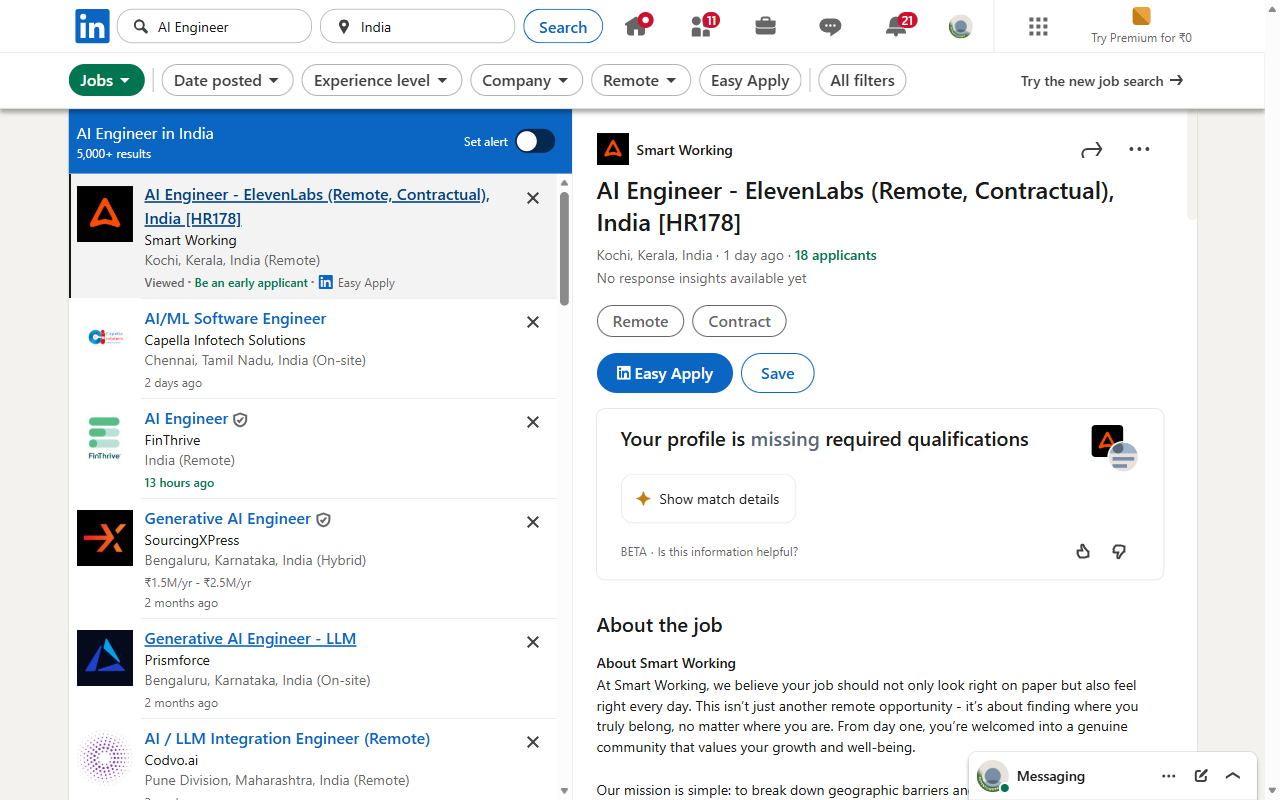 in
AI Engineer
India
Search
11
21
Try Premium for ₹0
Jobs
Date posted
Experience level
Company
Remote
Easy Apply
All filters
Try the new job search
AI Engineer in India
5,000+ results
Set alert
AI Engineer - ElevenLabs (Remote, Contractual), India [HR178]
Smart Working
Kochi, Kerala, India (Remote)
Viewed · Be an early applicant · in Easy Apply
AI/ML Software Engineer
Capella Infotech Solutions
Chennai, Tamil Nadu, India (On-site)
2 days ago
FinThrive
AI Engineer
FinThrive
India (Remote)
13 hours ago
Generative AI Engineer
SourcingXPress
Bengaluru, Karnataka, India (Hybrid)
₹1.5M/yr - ₹2.5M/yr
2 months ago
Generative AI Engineer - LLM
Prismforce
Bengaluru, Karnataka, India (On-site)
2 months ago
AI / LLM Integration Engineer (Remote)
Codvo.ai
Pune Division, Maharashtra, India (Remote)
Smart Working
AI Engineer - ElevenLabs (Remote, Contractual),
India [HR178]
Kochi, Kerala, India · 1 day ago · 18 applicants
No response insights available yet
Remote
Contract
in Easy Apply
Save
Your profile is missing required qualifications
Show match details
BETA · Is this information helpful?
About the job
About Smart Working
At Smart Working, we believe your job should not only look right on paper but also feel
right every day. This isn't just another remote opportunity - it's about finding where you
truly belong, no matter where you are. From day one, you're welcomed into a genuine
community that values your growth and well-being.
Our mission is simple: to break down geographic barriers and
Messaging